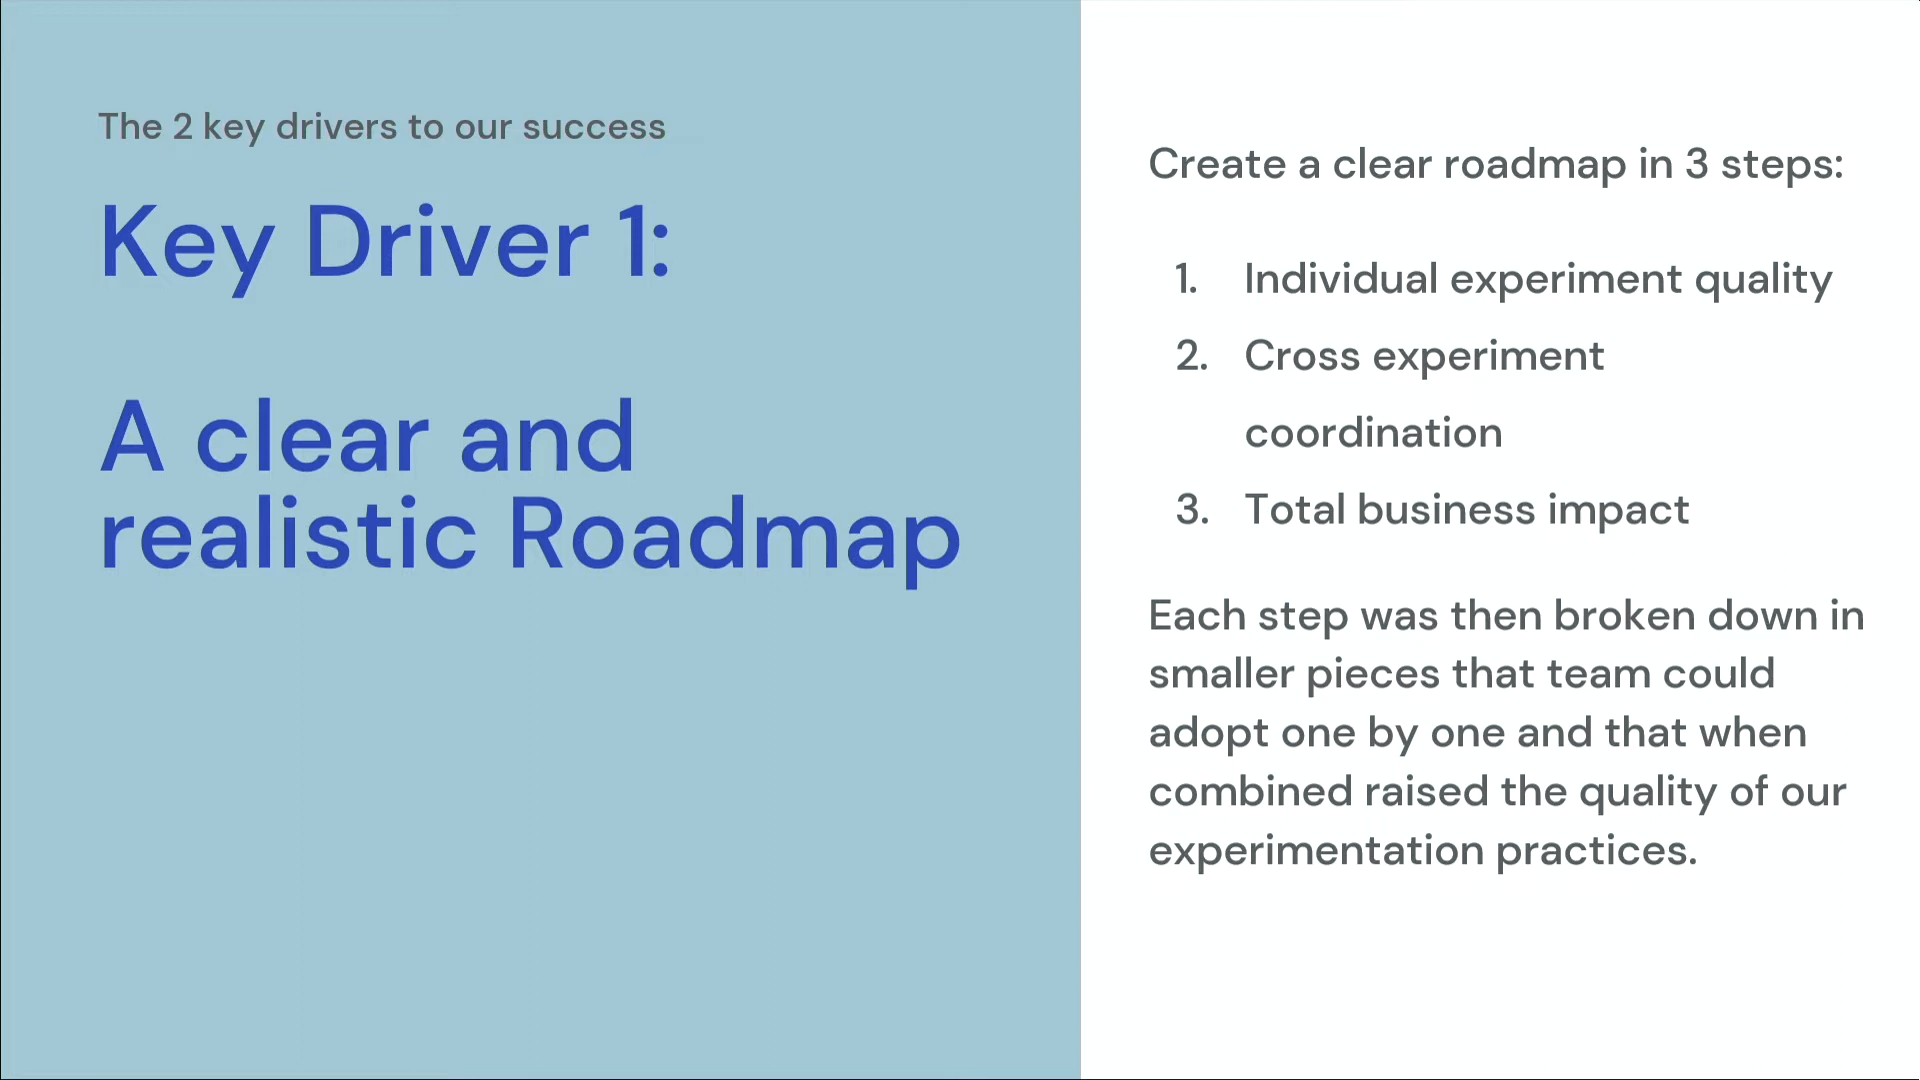 The 2 key drivers to our success
Key Driver 1:
A clear and
realistic Roadmap
Create a clear roadmap in 3 steps:
1. Individual experiment quality
2. Cross experiment
coordination
3. Total business impact
Each step was then broken down in
smaller pieces that team could
adopt one by one and that when
combined raised the quality of our
experimentation practices.